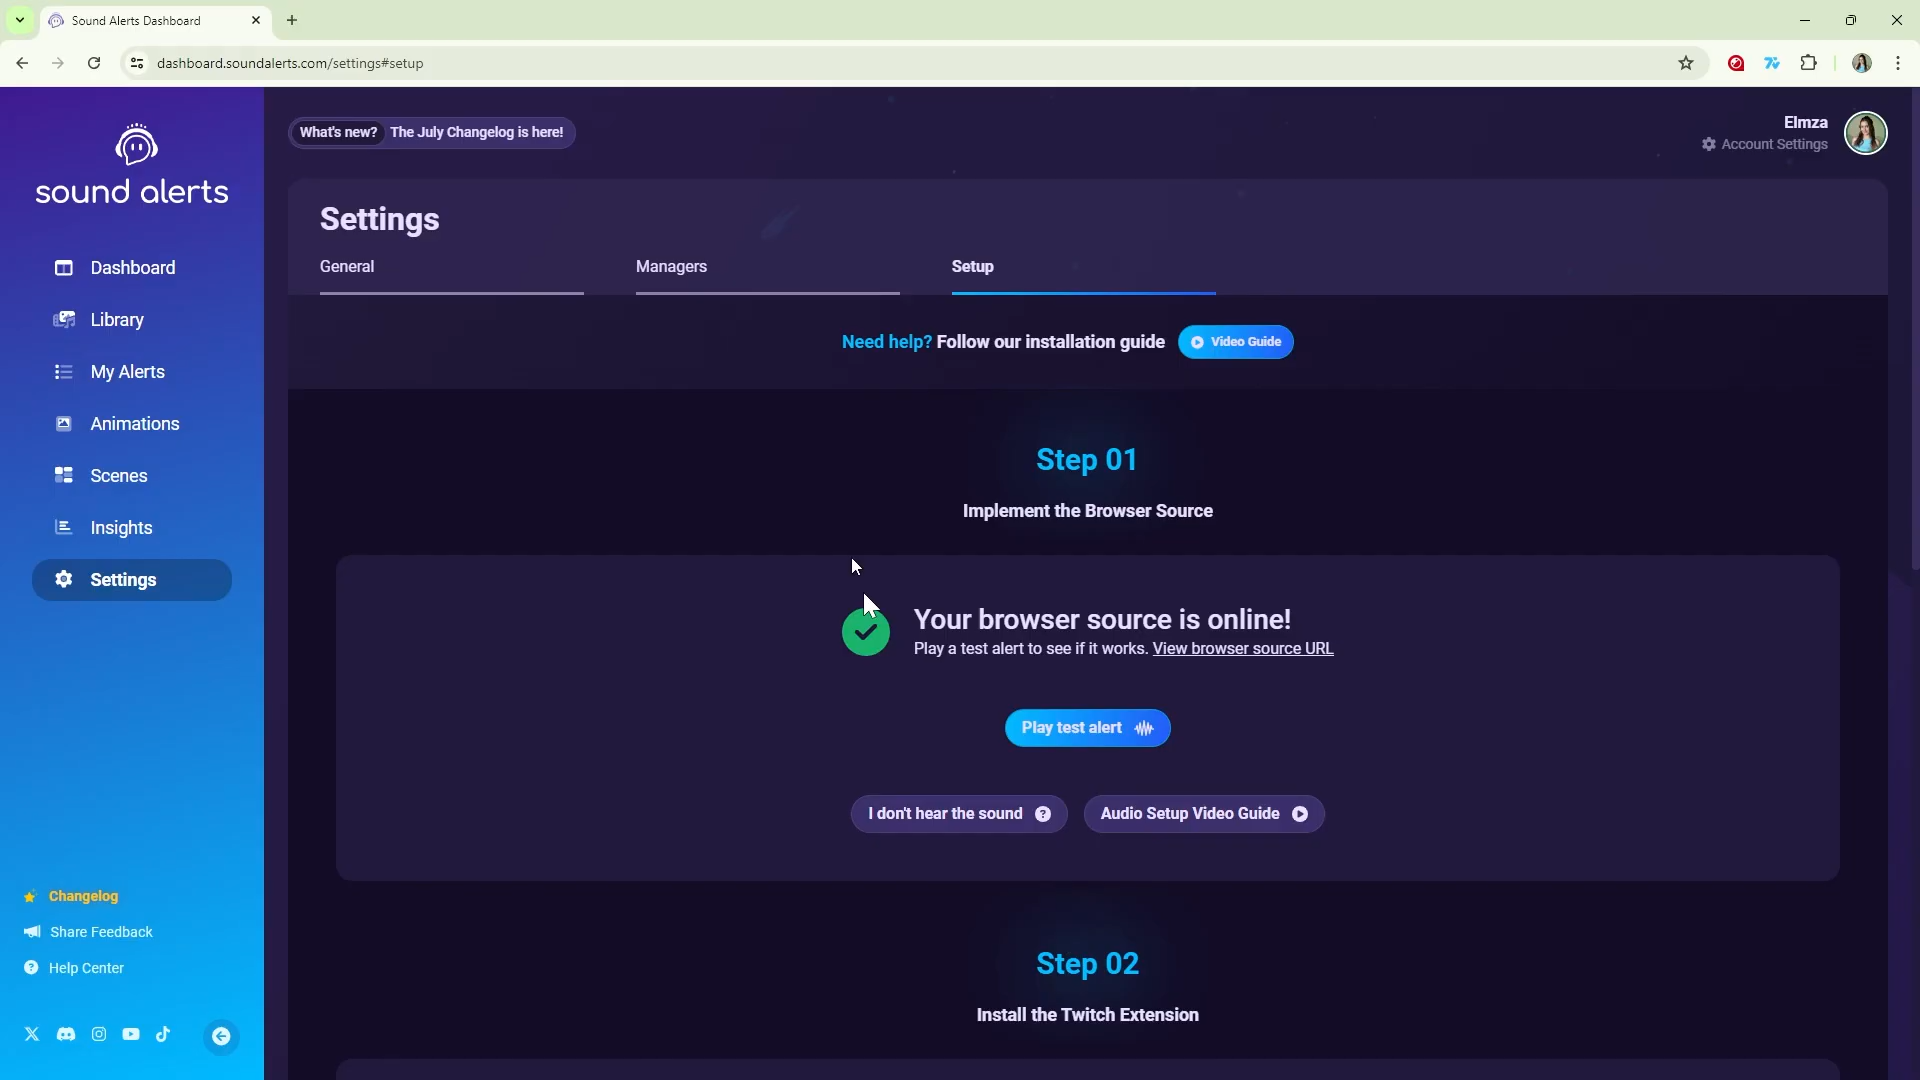 Sound Alerts Dashboard
dashboard.soundalerts.com/settings#setup
sound alerts
Dashboard
Library
My Alerts
Animations
Scenes
Insights
Settings
Changelog
Share Feedback
Help Center
What's new? The July Changelog is here!
Elmza
Account Settings
Settings
General
Managers
Setup
Need help? Follow our installation guide
Video Guide
Step 01
Implement the Browser Source
Your browser source is online!
Play a test alert to see if it works. View browser source URL
Play test alert
I don't hear the sound
Audio Setup Video Guide
Step 02
Install the Twitch Extension